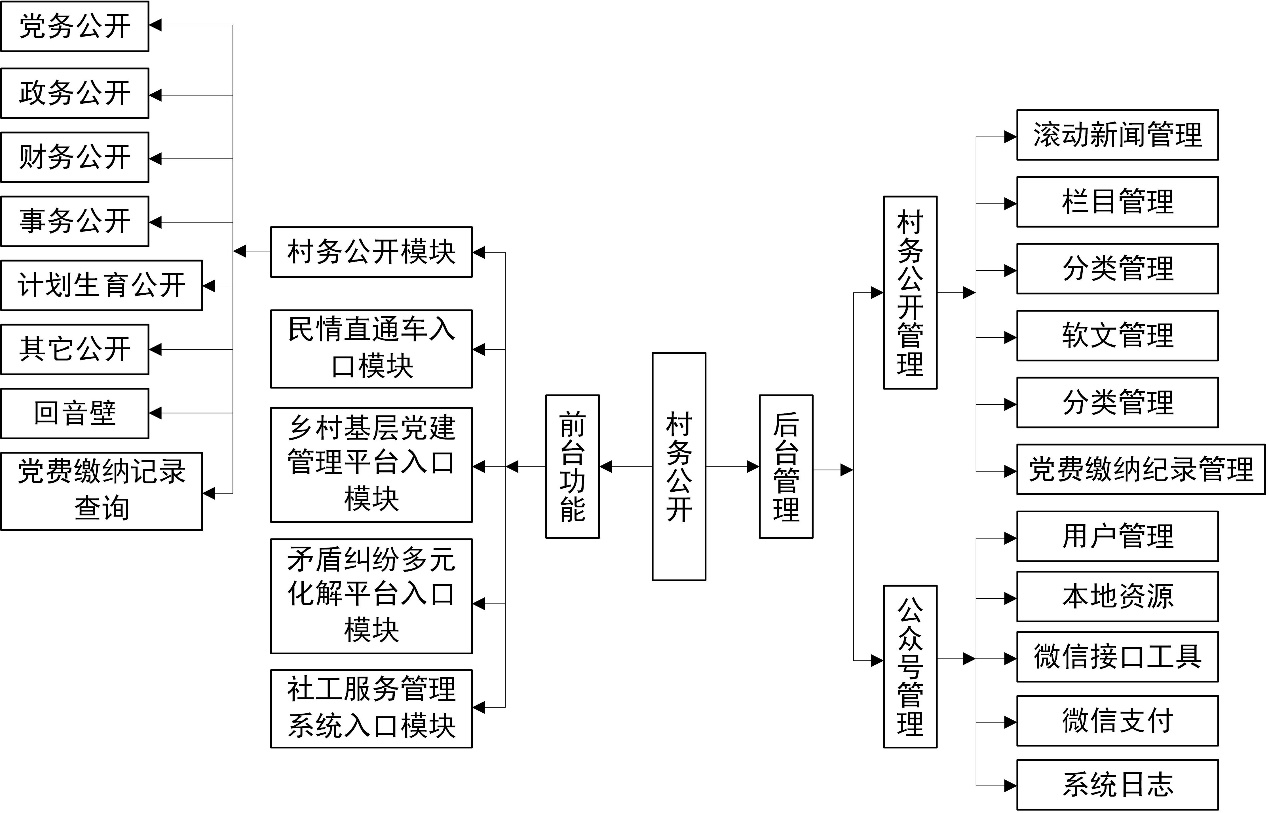 党务公开
政务公开
财务公开
事务公开
计划生育公开
其它公开
回音壁
党费缴纳记录
查询
村务公开模块
民情直通车入
口模块
乡村基层党建
管理平台入口
模块
矛盾纠纷多元
化解平台入口
模块
社工服务管理
系统入口模块
前台功能
村务公开
后台管理
村务公开管理
公众号管理
滚动新闻管理
栏目管理
分类管理
软文管理
分类管理
党费缴纳纪录管理
用户管理
本地资源
微信接口工具
微信支付
系统日志